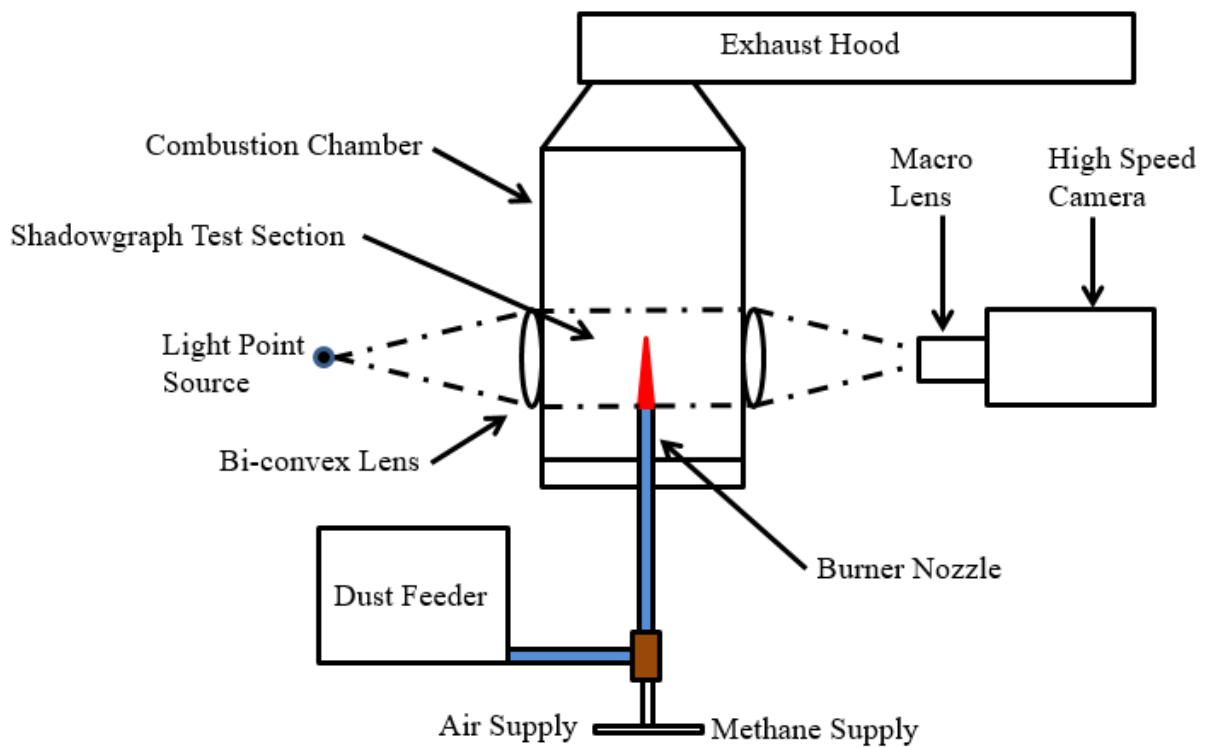 Exhaust Hood
Combustion Chamber
Macro
Lens
High Speed
Camera
Shadowgraph Test Section
Light Point
Source
Bi-convex Lens
Burner Nozzle
Dust Feeder
Air Supply
Methane Supply